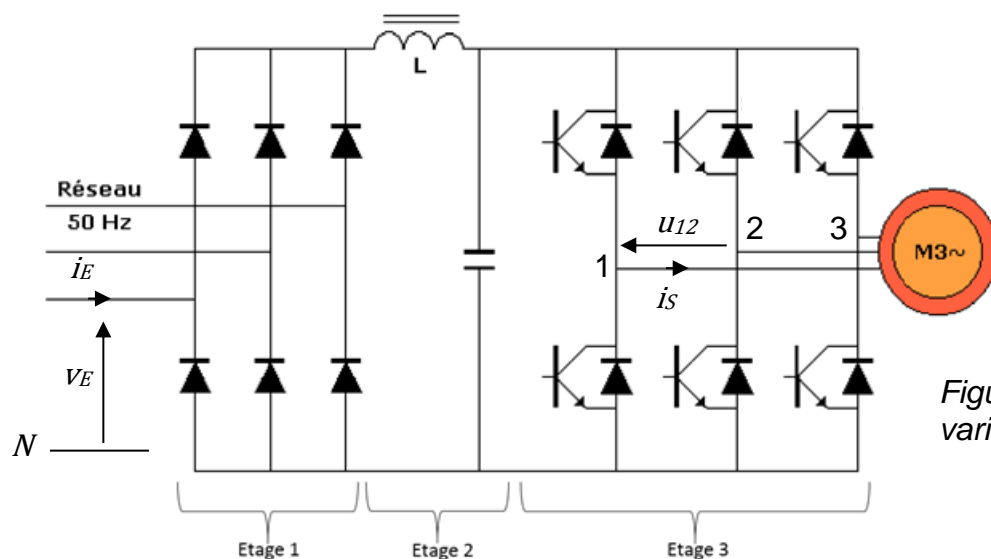 L
Réseau
50 Hz
u12
2
3
M3~
1
iE
iS
vE
N
Figu
vari
Etage 1
Etage 2
Etage 3